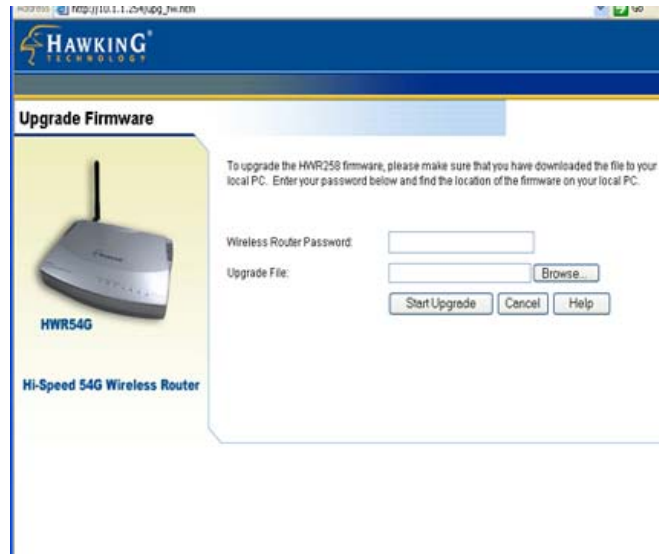 Address http://10.1.1.254/upg_fw.htm Go
HAWKING
TECHNOLOGY
Upgrade Firmware
To upgrade the HWR258 firmware, please make sure that you have downloaded the file to your
local PC. Enter your password below and find the location of the firmware on your local PC.
Wireless Router Password:
Upgrade File: Browse...
Start Upgrade Cancel Help
HWR54G
Hi-Speed 54G Wireless Router